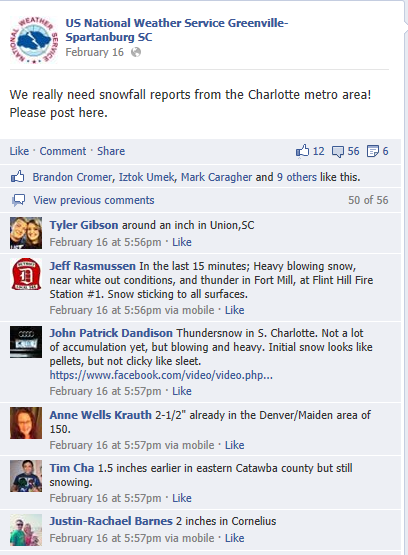 US National Weather Service Greenville-
Spartanburg SC
February 16
We really need snowfall reports from the Charlotte metro area!
Please post here.
Like · Comment · Share
12 56 6
Brandon Cromer, Iztok Umek, Mark Caragher and 9 others like this.
View previous comments
50 of 56
Tyler Gibson around an inch in Union,SC
February 16 at 5:56pm · Like
Jeff Rasmussen In the last 15 minutes; Heavy blowing snow,
near white out conditions, and thunder in Fort Mill, at Flint Hill Fire
Station #1. Snow sticking to all surfaces.
February 16 at 5:56pm via mobile · Like
John Patrick Dandison Thundersnow in S. Charlotte. Not a lot
of accumulation yet, but blowing and heavy. Initial snow looks like
pellets, but not clicky like sleet.
https://www.facebook.com/video/video.php...
February 16 at 5:57pm · Like
Anne Wells Krauth 2-1/2" already in the Denver/Maiden area of
150.
February 16 at 5:57pm via mobile · Like
Tim Cha 1.5 inches earlier in eastern Catawba county but still
snowing.
February 16 at 5:57pm · Like
Justin-Rachael Barnes 2 inches in Cornelius
February 16 at 5:57pm via mobile · Like
NATIONAL WEATHER SERVICE